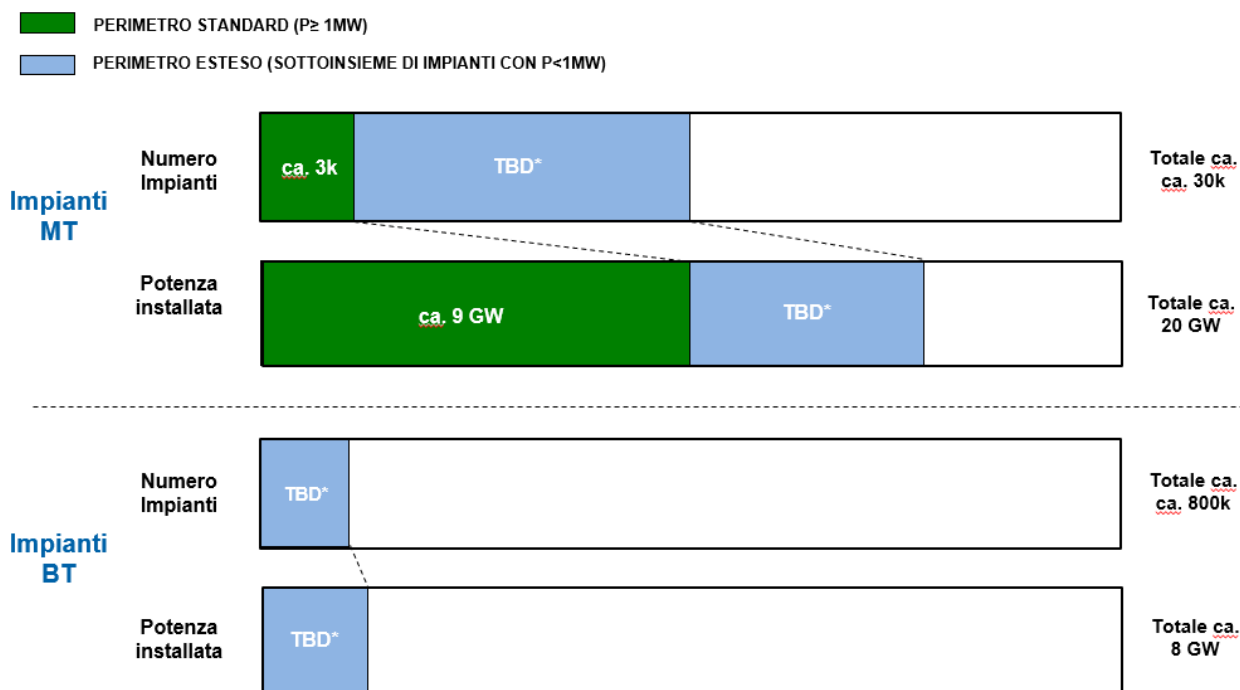 PERIMETRO STANDARD (P≥ 1MW)
PERIMETRO ESTESO (SOTTOINSIEME DI IMPIANTI CON P<1MW)
Impianti
MT
Numero
Impianti
ca. 3k
TBD*
Totale ca.
ca. 30k
Potenza
installata
ca. 9 GW
TBD*
Totale ca.
20 GW
Impianti
BT
Numero
Impianti
TBD*
Totale ca.
ca. 800k
Potenza
installata
TBD*
Totale ca.
8 GW